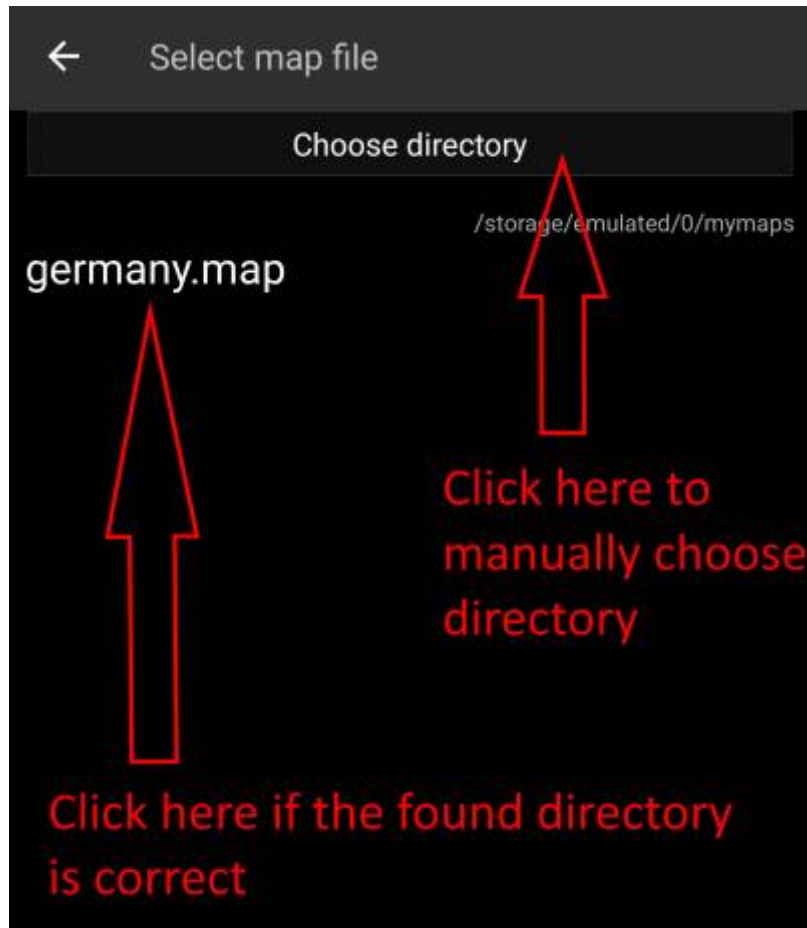 Select map file
Choose directory
/storage/emulated/0/mymaps
germany.map
Click here to
manually choose
directory
Click here if the found directory
is correct